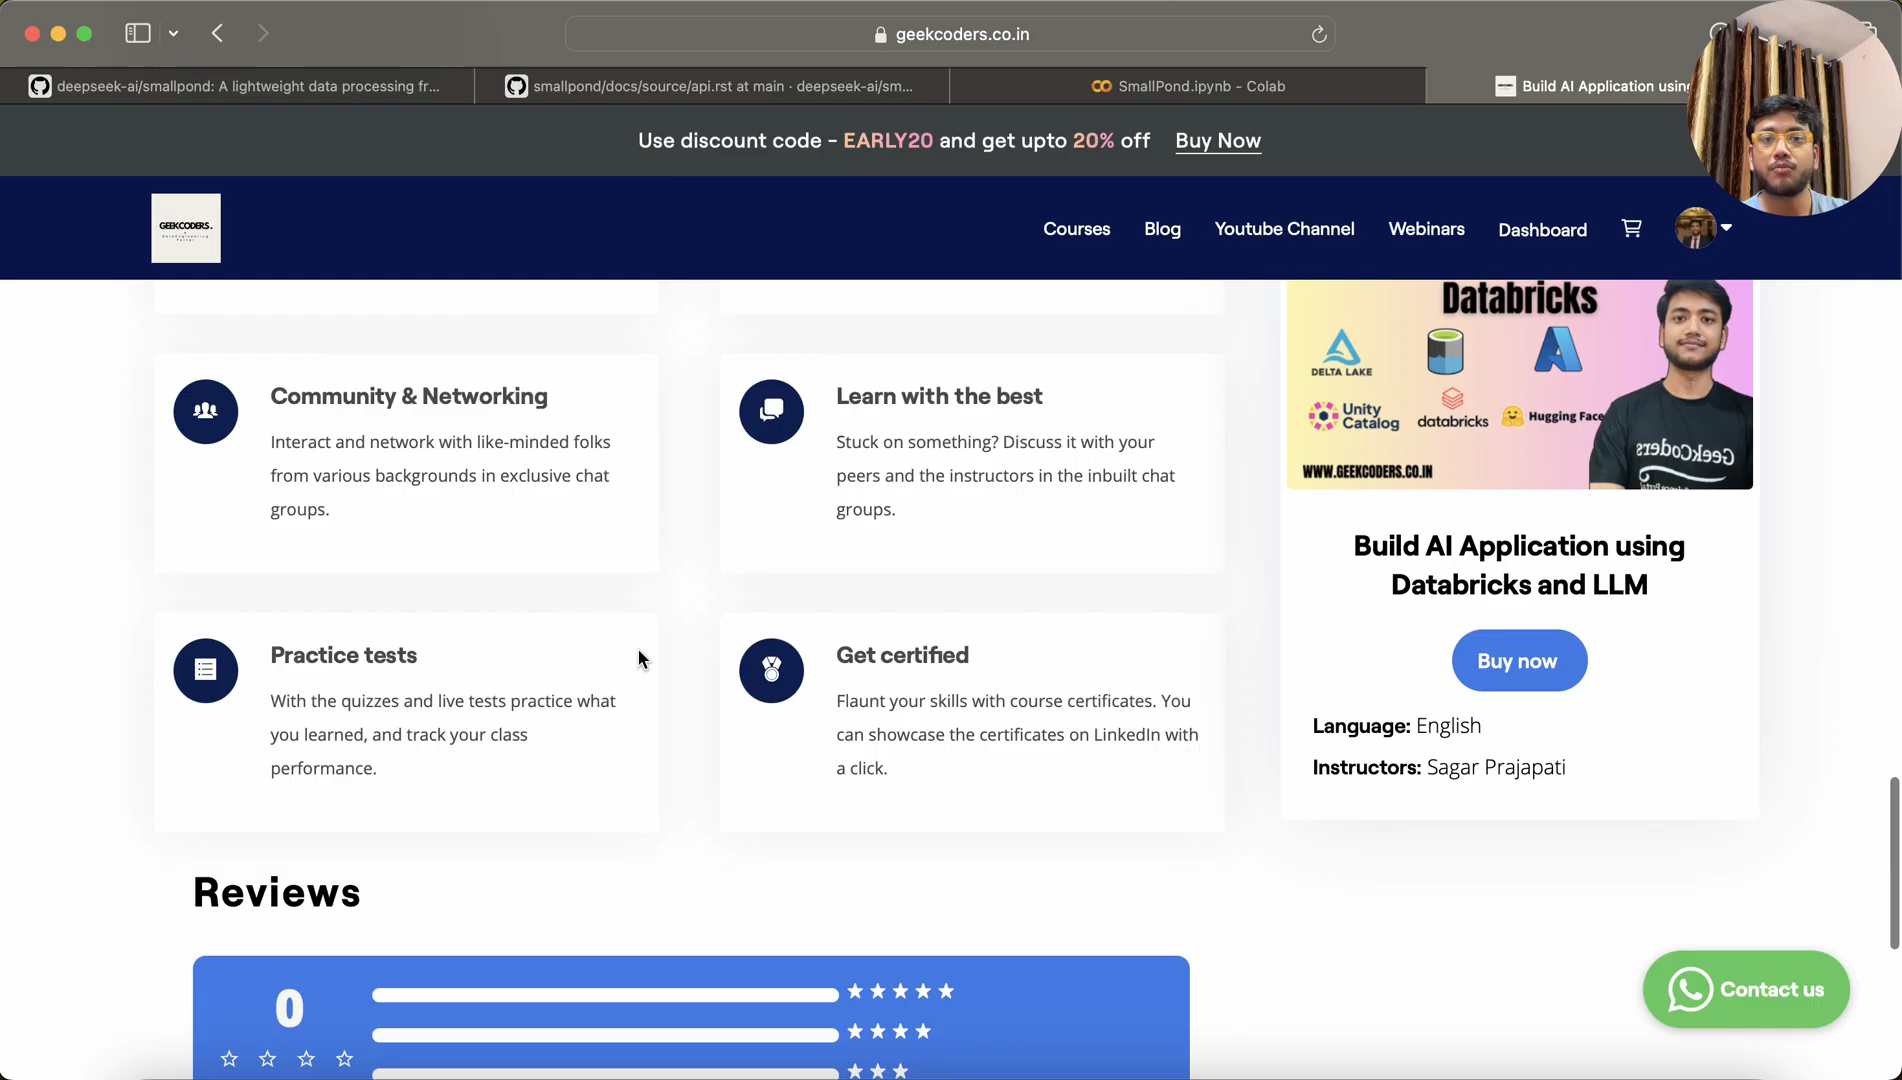 geekcoders.co.in
deepseek-ai/smallpond: A lightweight data processing fr...
smallpond/docs/source/api.rst at main · deepseek-ai/sm...
SmallPond.ipynb - Colab
Build AI Application using
Use discount code - EARLY20 and get upto 20% off Buy Now
GEEKCODERS.
Courses Blog Youtube Channel Webinars Dashboard
Databricks
DELTA LAKE
Unity Catalog
databricks
Hugging Face
GeekCoders
WWW.GEEKCODERS.CO.IN
Community & Networking
Interact and network with like-minded folks
from various backgrounds in exclusive chat
groups.
Learn with the best
Stuck on something? Discuss it with your
peers and the instructors in the inbuilt chat
groups.
Build AI Application using
Databricks and LLM
Buy now
Language: English
Instructors: Sagar Prajapati
Practice tests
With the quizzes and live tests practice what
you learned, and track your class
performance.
Get certified
Flaunt your skills with course certificates. You
can showcase the certificates on LinkedIn with
a click.
Reviews
0
Contact us